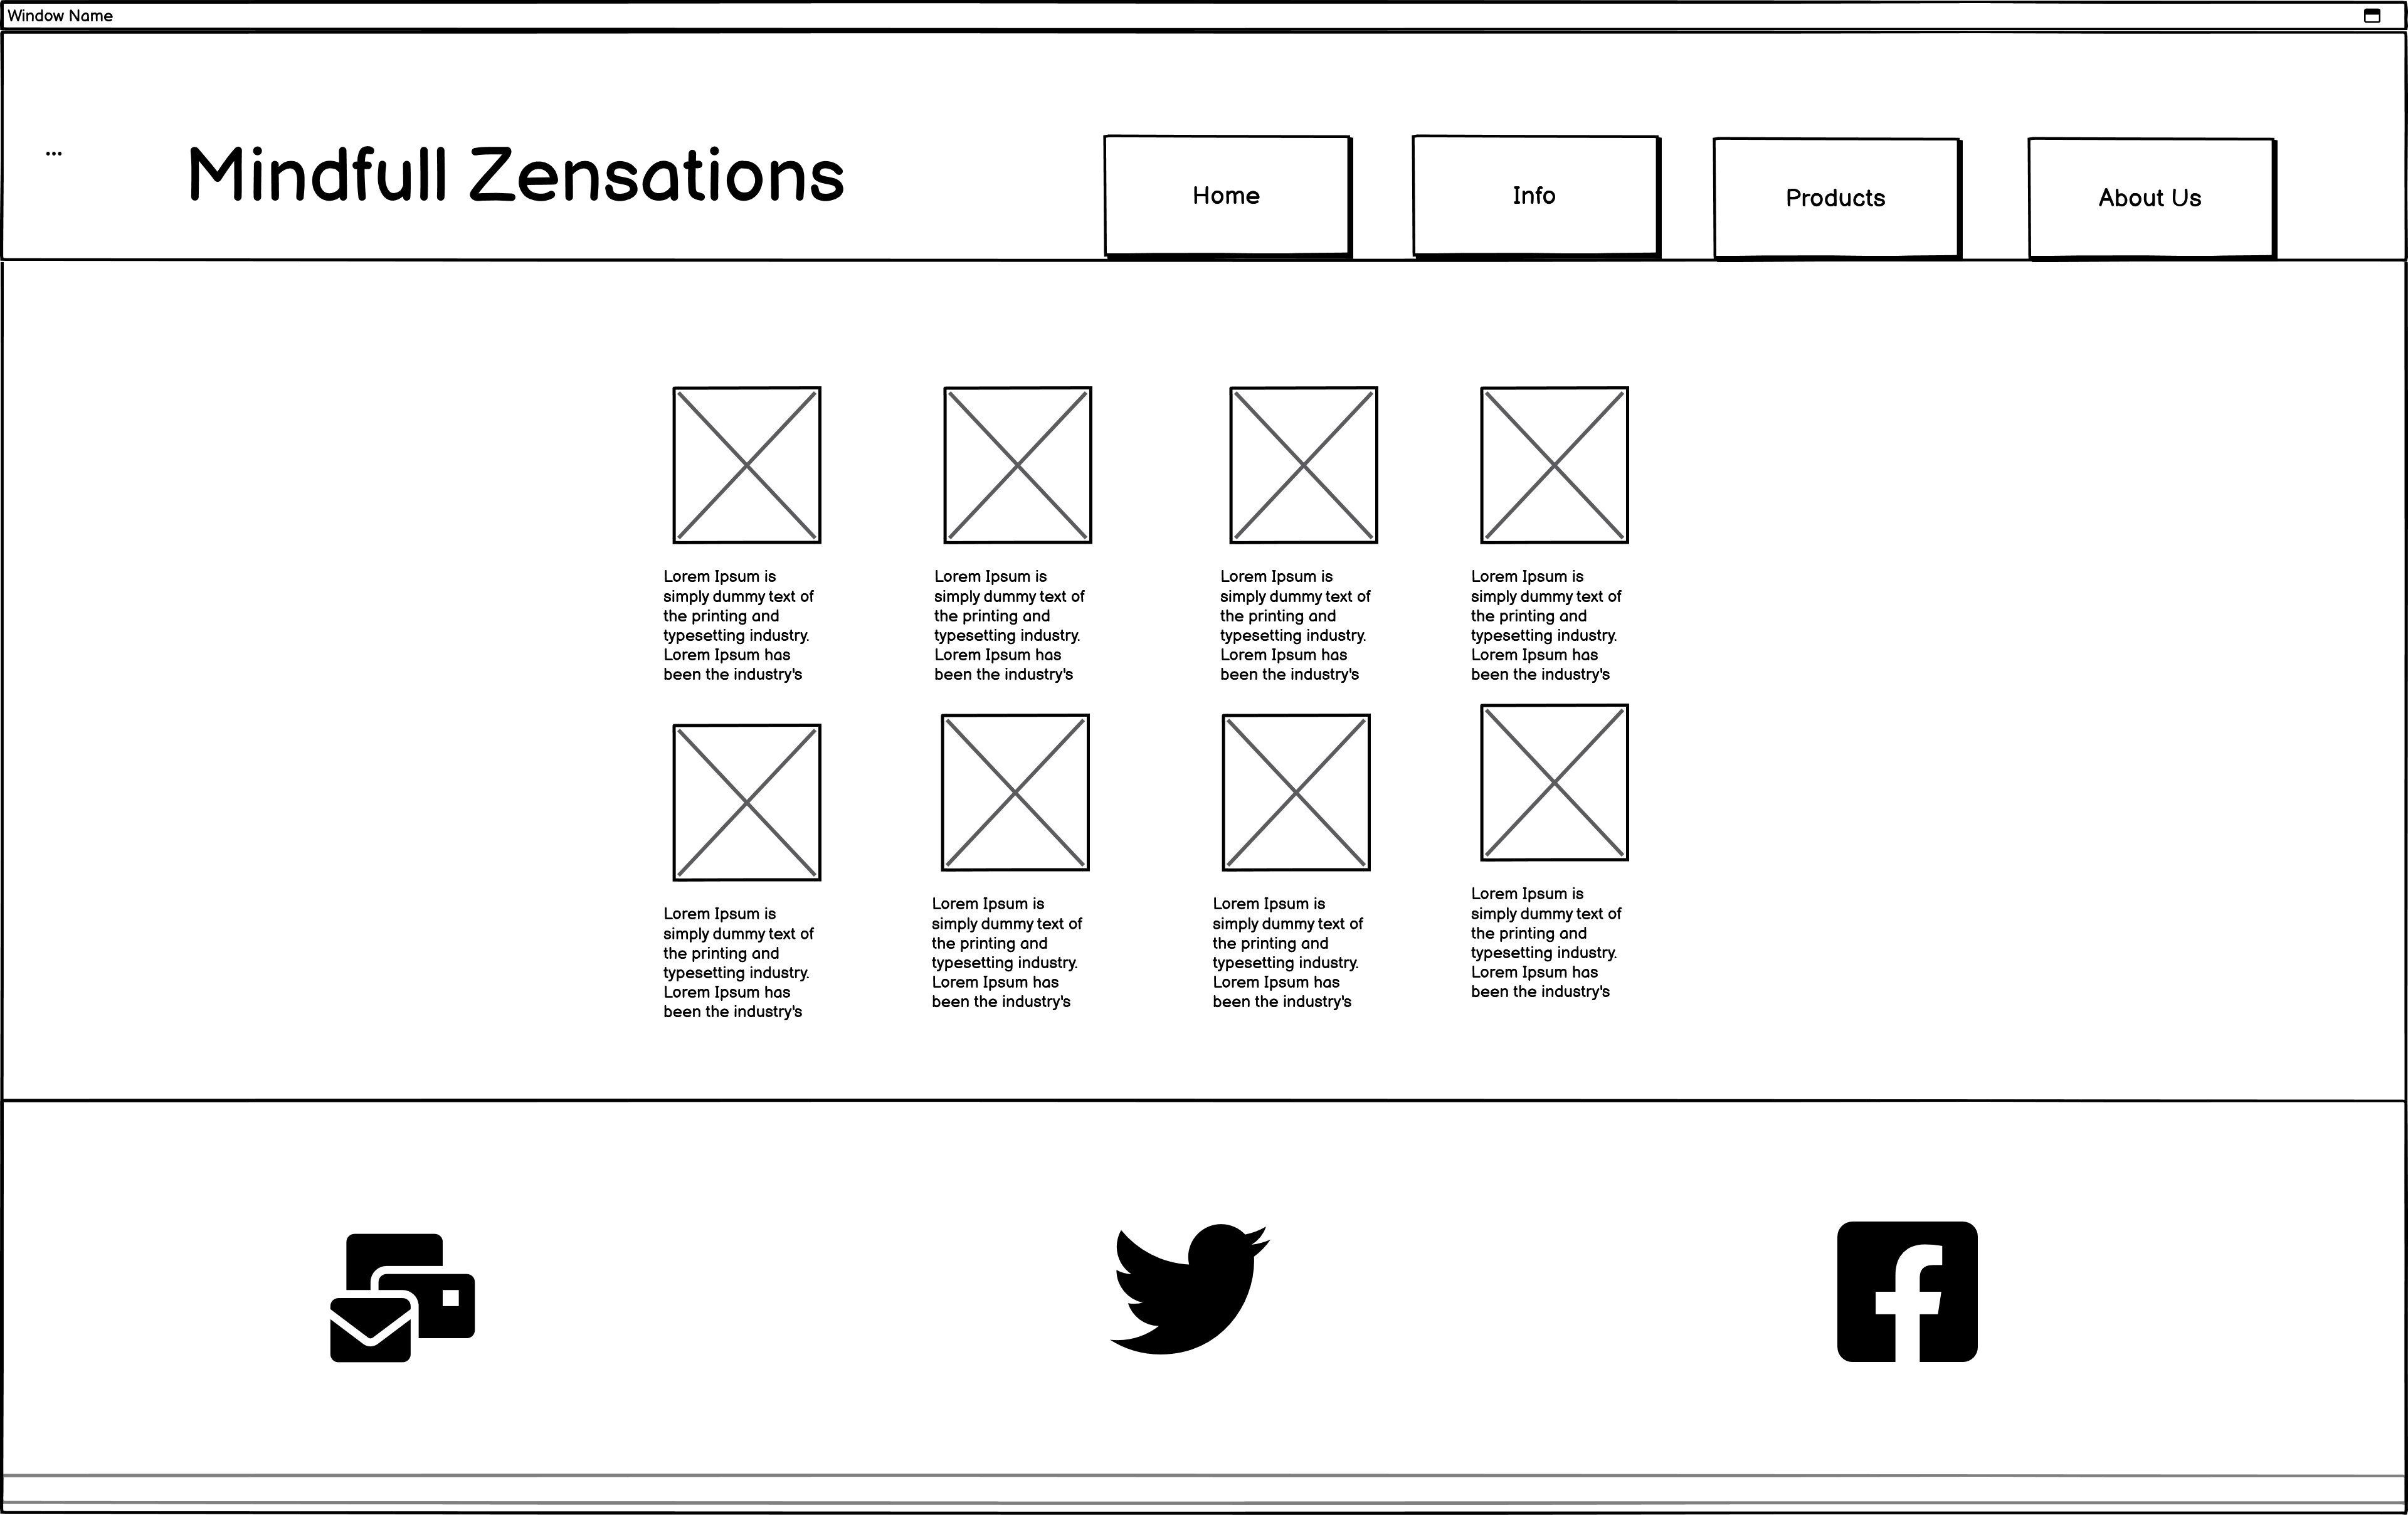 Window Name
...
Mindfull Zensations
Home
Info
Products
About Us
Lorem Ipsum is
simply dummy text of
the printing and
typesetting industry.
Lorem Ipsum has
been the industry's
Lorem Ipsum is
simply dummy text of
the printing and
typesetting industry.
Lorem Ipsum has
been the industry's
Lorem Ipsum is
simply dummy text of
the printing and
typesetting industry.
Lorem Ipsum has
been the industry's
Lorem Ipsum is
simply dummy text of
the printing and
typesetting industry.
Lorem Ipsum has
been the industry's
Lorem Ipsum is
simply dummy text of
the printing and
typesetting industry.
Lorem Ipsum has
been the industry's
Lorem Ipsum is
simply dummy text of
the printing and
typesetting industry.
Lorem Ipsum has
been the industry's
Lorem Ipsum is
simply dummy text of
the printing and
typesetting industry.
Lorem Ipsum has
been the industry's
Lorem Ipsum is
simply dummy text of
the printing and
typesetting industry.
Lorem Ipsum has
been the industry's